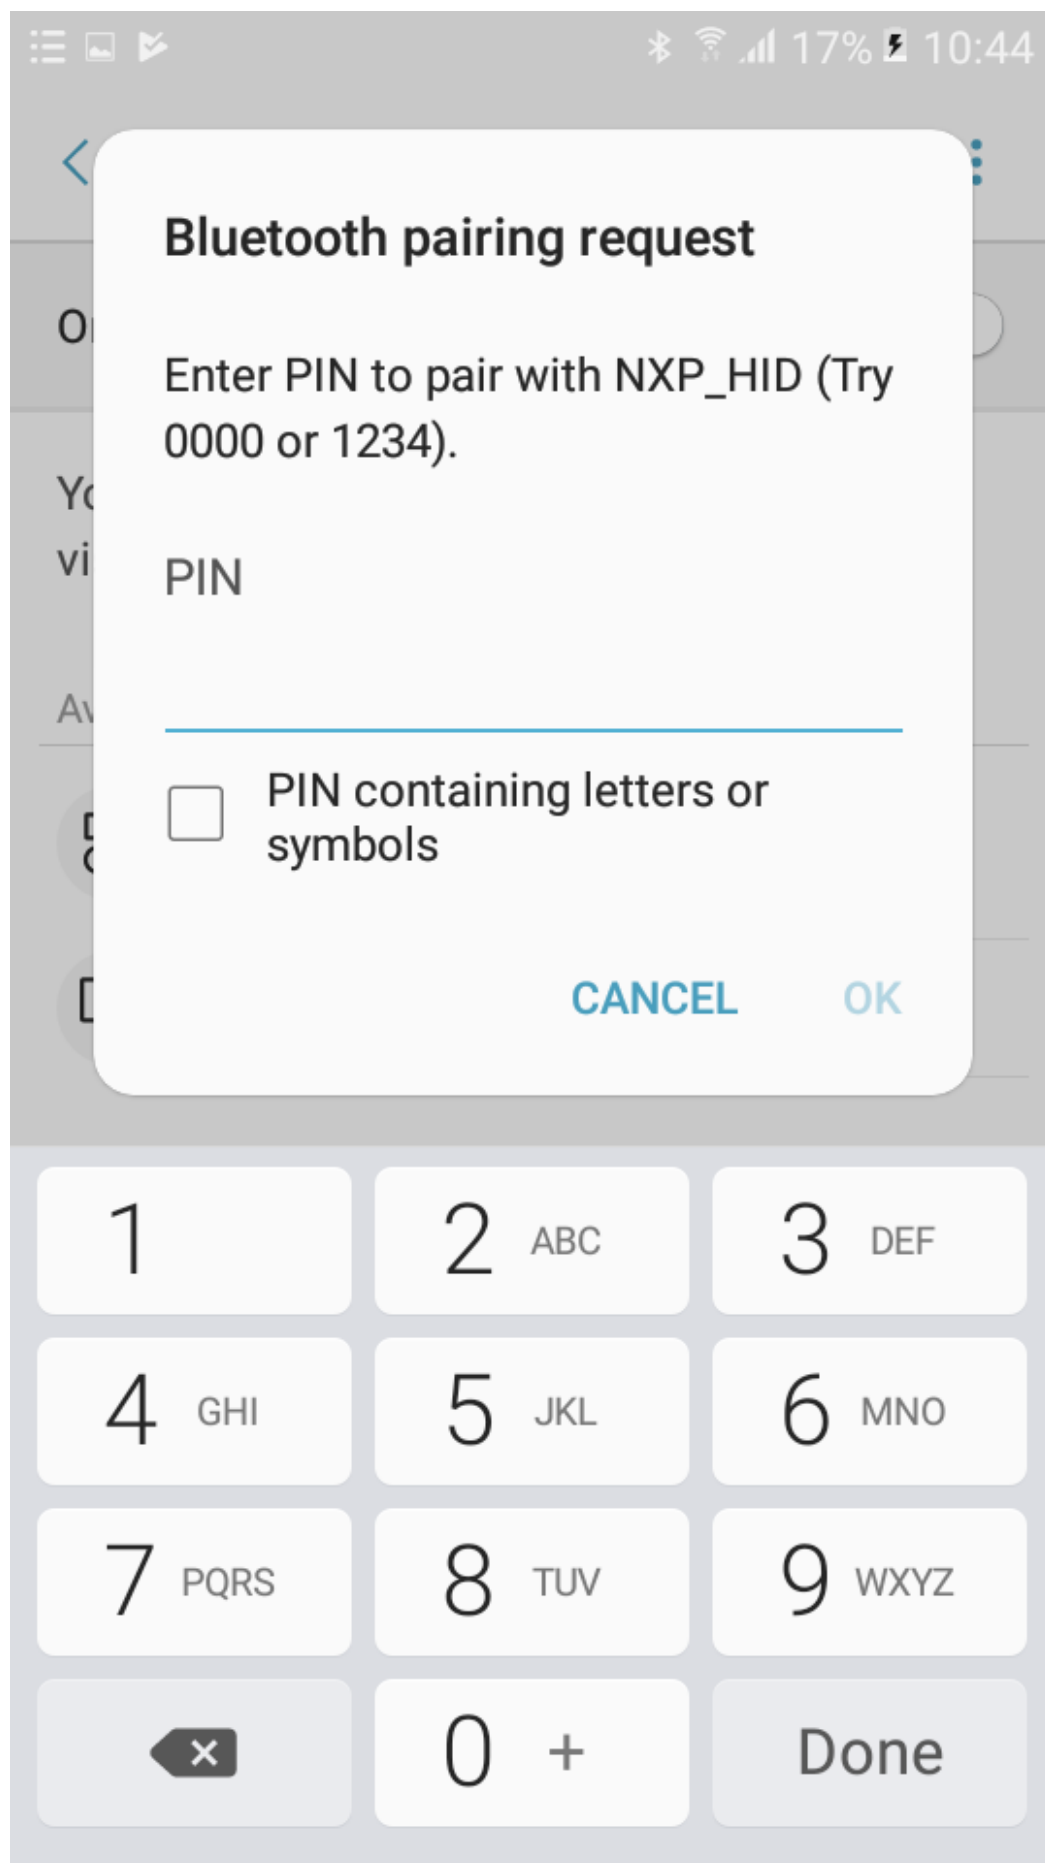 17% 10:44
Bluetooth pairing request
Enter PIN to pair with NXP_HID (Try
0000 or 1234).
PIN
PIN containing letters or
symbols
CANCEL OK
1 2 ABC 3 DEF
4 GHI 5 JKL 6 MNO
7 PQRS 8 TUV 9 WXYZ
0 + Done